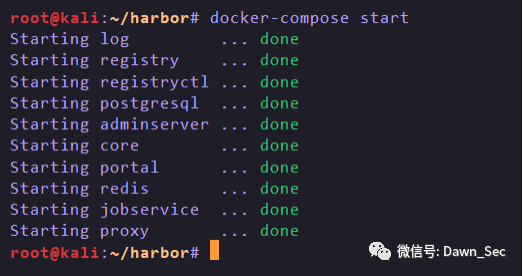 root@kali:~/harbor# docker-compose start
Starting log ... done
Starting registry ... done
Starting registryctl ... done
Starting postgresql ... done
Starting adminserver ... done
Starting core ... done
Starting portal ... done
Starting redis ... done
Starting jobservice ... done
Starting proxy ... done
root@kali:~/harbor#
微信号: Dawn_Sec